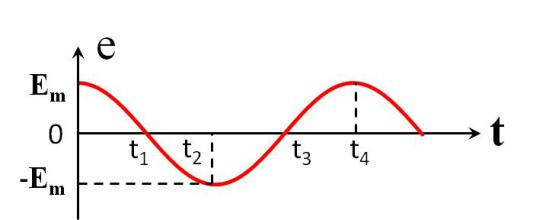 e
Eₘ
0
t₁ t₂ t₃ t₄ t
-Eₘ